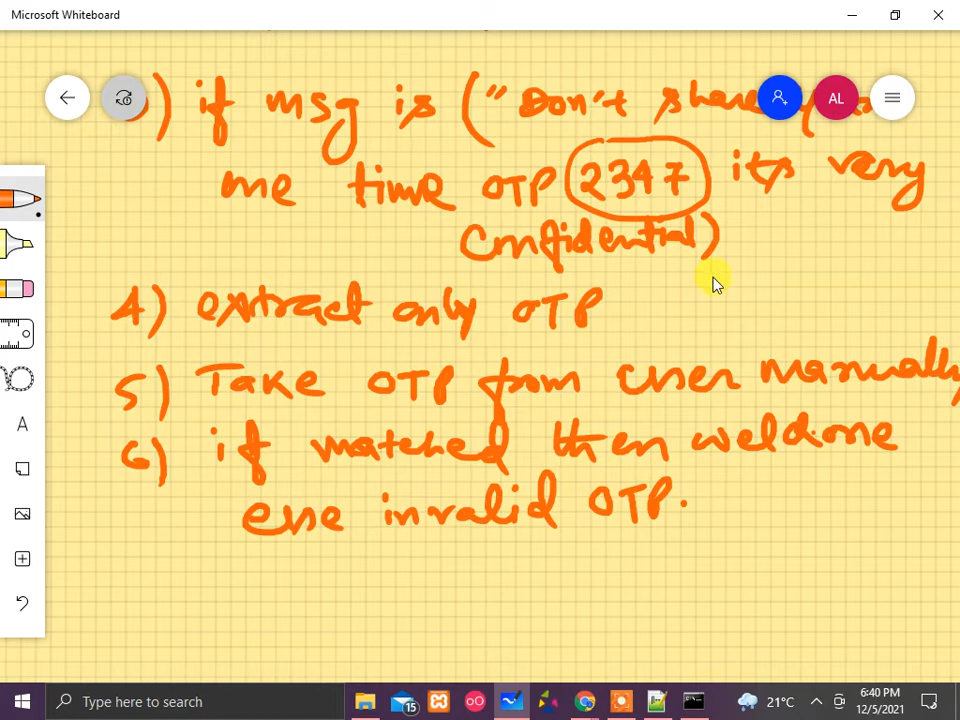 Microsoft Whiteboard
) if msg is ("Don't share
AL
one time OTP 2347 its very
confidential)
4) extract only OTP
5) Take OTP from user manually
6) if matched then weldone
else invalid OTP.
A
Type here to search
15
21°C
6:40 PM
12/5/2021